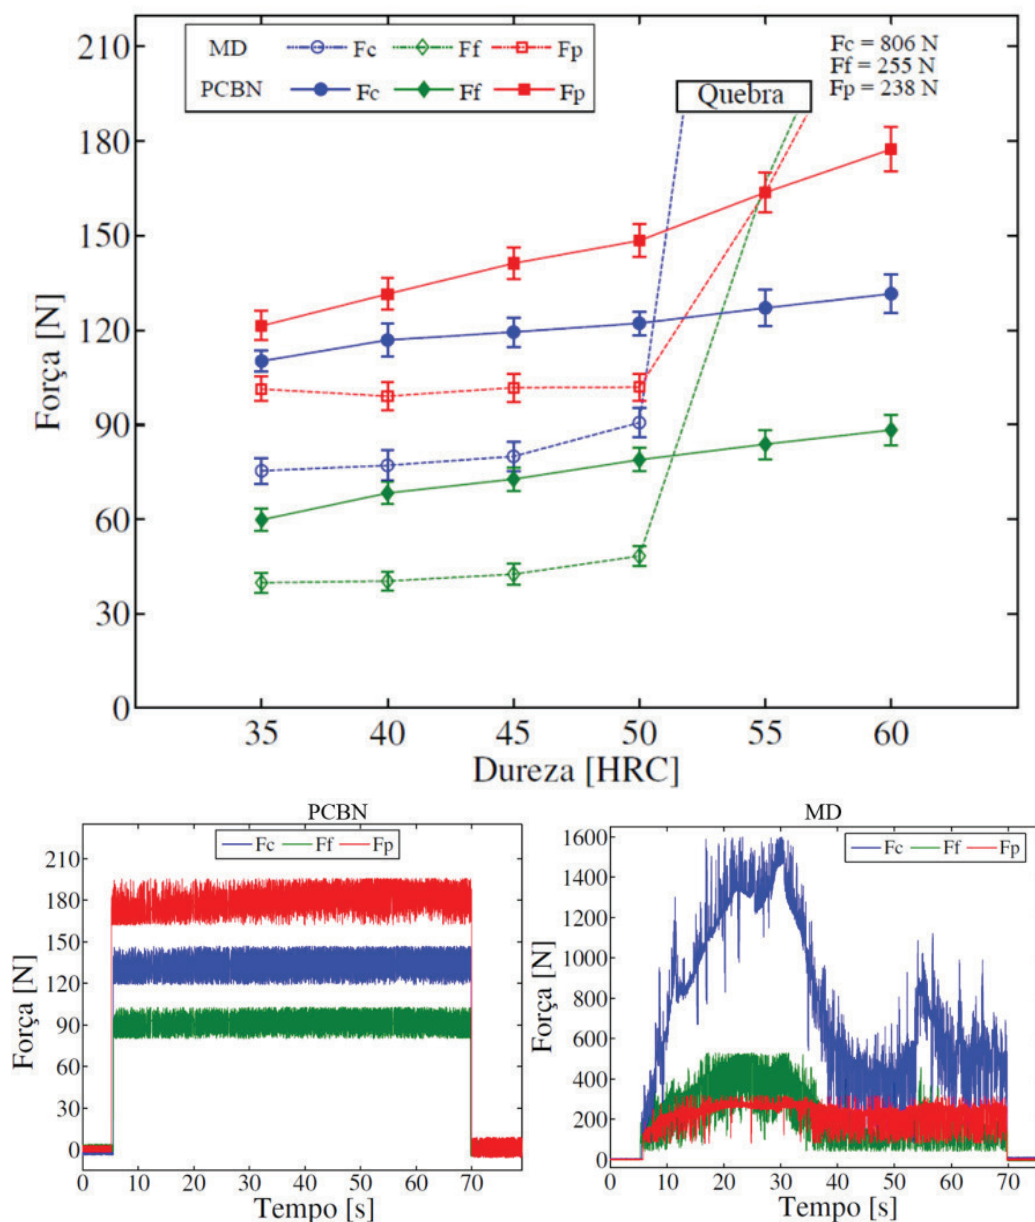 MD Fc Ff Fp
PCBN Fc Ff Fp
Fc = 806 N
Ff = 255 N
Fp = 238 N
Quebra
210
180
150
120
90
60
30
0
Força [N]
35 40 45 50 55 60
Dureza [HRC]
PCBN
Fc Ff Fp
210
180
150
120
90
60
30
0
Força [N]
0 10 20 30 40 50 60 70 80
Tempo [s]
MD
Fc Ff Fp
1600
1400
1200
1000
800
600
400
200
0
Força [N]
0 10 20 30 40 50 60 70
Tempo [s]